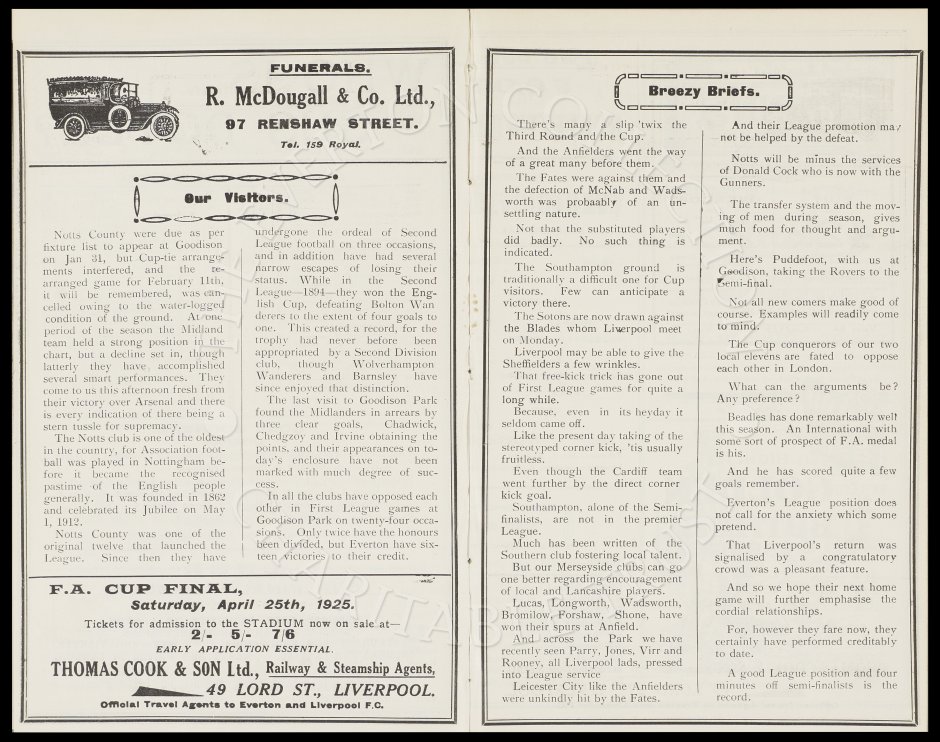 FUNERALS.
R. McDougall & Co. Ltd.,
97 RENSHAW STREET.
Tel. 159 Royal.
Our Visitors.
Notts County were due as per
fixture list to appear at Goodison
on Jan 31, but Cup-tie arrange-
ments interfered, and the re-
arranged game for February 11th,
it will be remembered, was can-
celled owing to the water-logged
condition of the ground. At one
period of the season the Midland
team held a strong position in the
chart, but a decline set in, though
latterly they have accomplished
several smart performances. They
come to us this afternoon fresh from
their victory over Arsenal and there
is every indication of there being a
stern tussle for supremacy.
The Notts club is one of the oldest
in the country, for Association foot-
ball was played in Nottingham be-
fore it became the recognised
pastime of the English people
generally. It was founded in 1862
and celebrated its Jubilee on May
1, 1912.
Notts County was one of the
original twelve that launched the
League. Since then they have
undergone the ordeal of Second
League football on three occasions,
and in addition have had several
narrow escapes of losing their
status. While in the Second
League—1894—they won the Eng-
lish Cup, defeating Bolton Wan
derers to the extent of four goals to
one. This created a record, for the
trophy had never before been
appropriated by a Second Division
club, though Wolverhampton
Wanderers and Barnsley have
since enjoyed that distinction.
The last visit to Goodison Park
found the Midlanders in arrears by
three clear goals, Chadwick,
Chedgzoy and Irvine obtaining the
points, and their appearances on to-
day's enclosure have not been
marked with much degree of suc-
cess.
In all the clubs have opposed each
other in First League games at
Goodison Park on twenty-four occa-
sions. Only twice have the honours
been divided, but Everton have six-
teen victories to their credit.
F.A. CUP FINAL,
Saturday, April 25th, 1925.
Tickets for admission to the STADIUM now on sale at—
2/- 5/- 7/6
EARLY APPLICATION ESSENTIAL.
THOMAS COOK & SON Ltd., Railway & Steamship Agents,
49 LORD ST., LIVERPOOL.
Official Travel Agents to Everton and Liverpool F.C.
Breezy Briefs.
There's many a slip 'twix the
Third Round and the Cup.
And the Anfielders went the way
of a great many before them.
The Fates were against them and
the defection of McNab and Wads-
worth was probaably of an un-
settling nature.
Not that the substituted players
did badly. No such thing is
indicated.
The Southampton ground is
traditionally a difficult one for Cup
visitors. Few can anticipate a
victory there.
The Sotons are now drawn against
the Blades whom Liverpool meet
on Monday.
Liverpool may be able to give the
Sheffielders a few wrinkles.
That free-kick trick has gone out
of First League games for quite a
long while.
Because, even in its heyday it
seldom came off.
Like the present day taking of the
stereotyped corner kick, 'tis usually
fruitless.
Even though the Cardiff team
went further by the direct corner
kick goal.
Southampton, alone of the Semi-
finalists, are not in the premier
League.
Much has been written of the
Southern club fostering local talent.
But our Merseyside clubs can go
one better regarding encouragement
of local and Lancashire players.
Lucas, Longworth, Wadsworth,
Bromilow, Forshaw, Shone, have
won their spurs at Anfield.
And across the Park we have
recently seen Parry, Jones, Virr and
Rooney, all Liverpool lads, pressed
into League service
Leicester City like the Anfielders
were unkindly hit by the Fates.
And their League promotion may
not be helped by the defeat.
Notts will be minus the services
of Donald Cock who is now with the
Gunners.
The transfer system and the mov-
ing of men during season, gives
much food for thought and argu-
ment.
Here's Puddefoot, with us at
Goodison, taking the Rovers to the
Semi-final.
Not all new comers make good of
course. Examples will readily come
to mind.
The Cup conquerors of our two
local elevens are fated to oppose
each other in London.
What can the arguments be?
Any preference?
Beadles has done remarkably well
this season. An International with
some sort of prospect of F.A. medal
is his.
And he has scored quite a few
goals remember.
Everton's League position does
not call for the anxiety which some
pretend.
That Liverpool's return was
signalised by a congratulatory
crowd was a pleasant feature.
And so we hope their next home
game will further emphasise the
cordial relationships.
For, however they fare now, they
certainly have performed creditably
to date.
A good League position and four
minutes off semi-finalists is the
record.